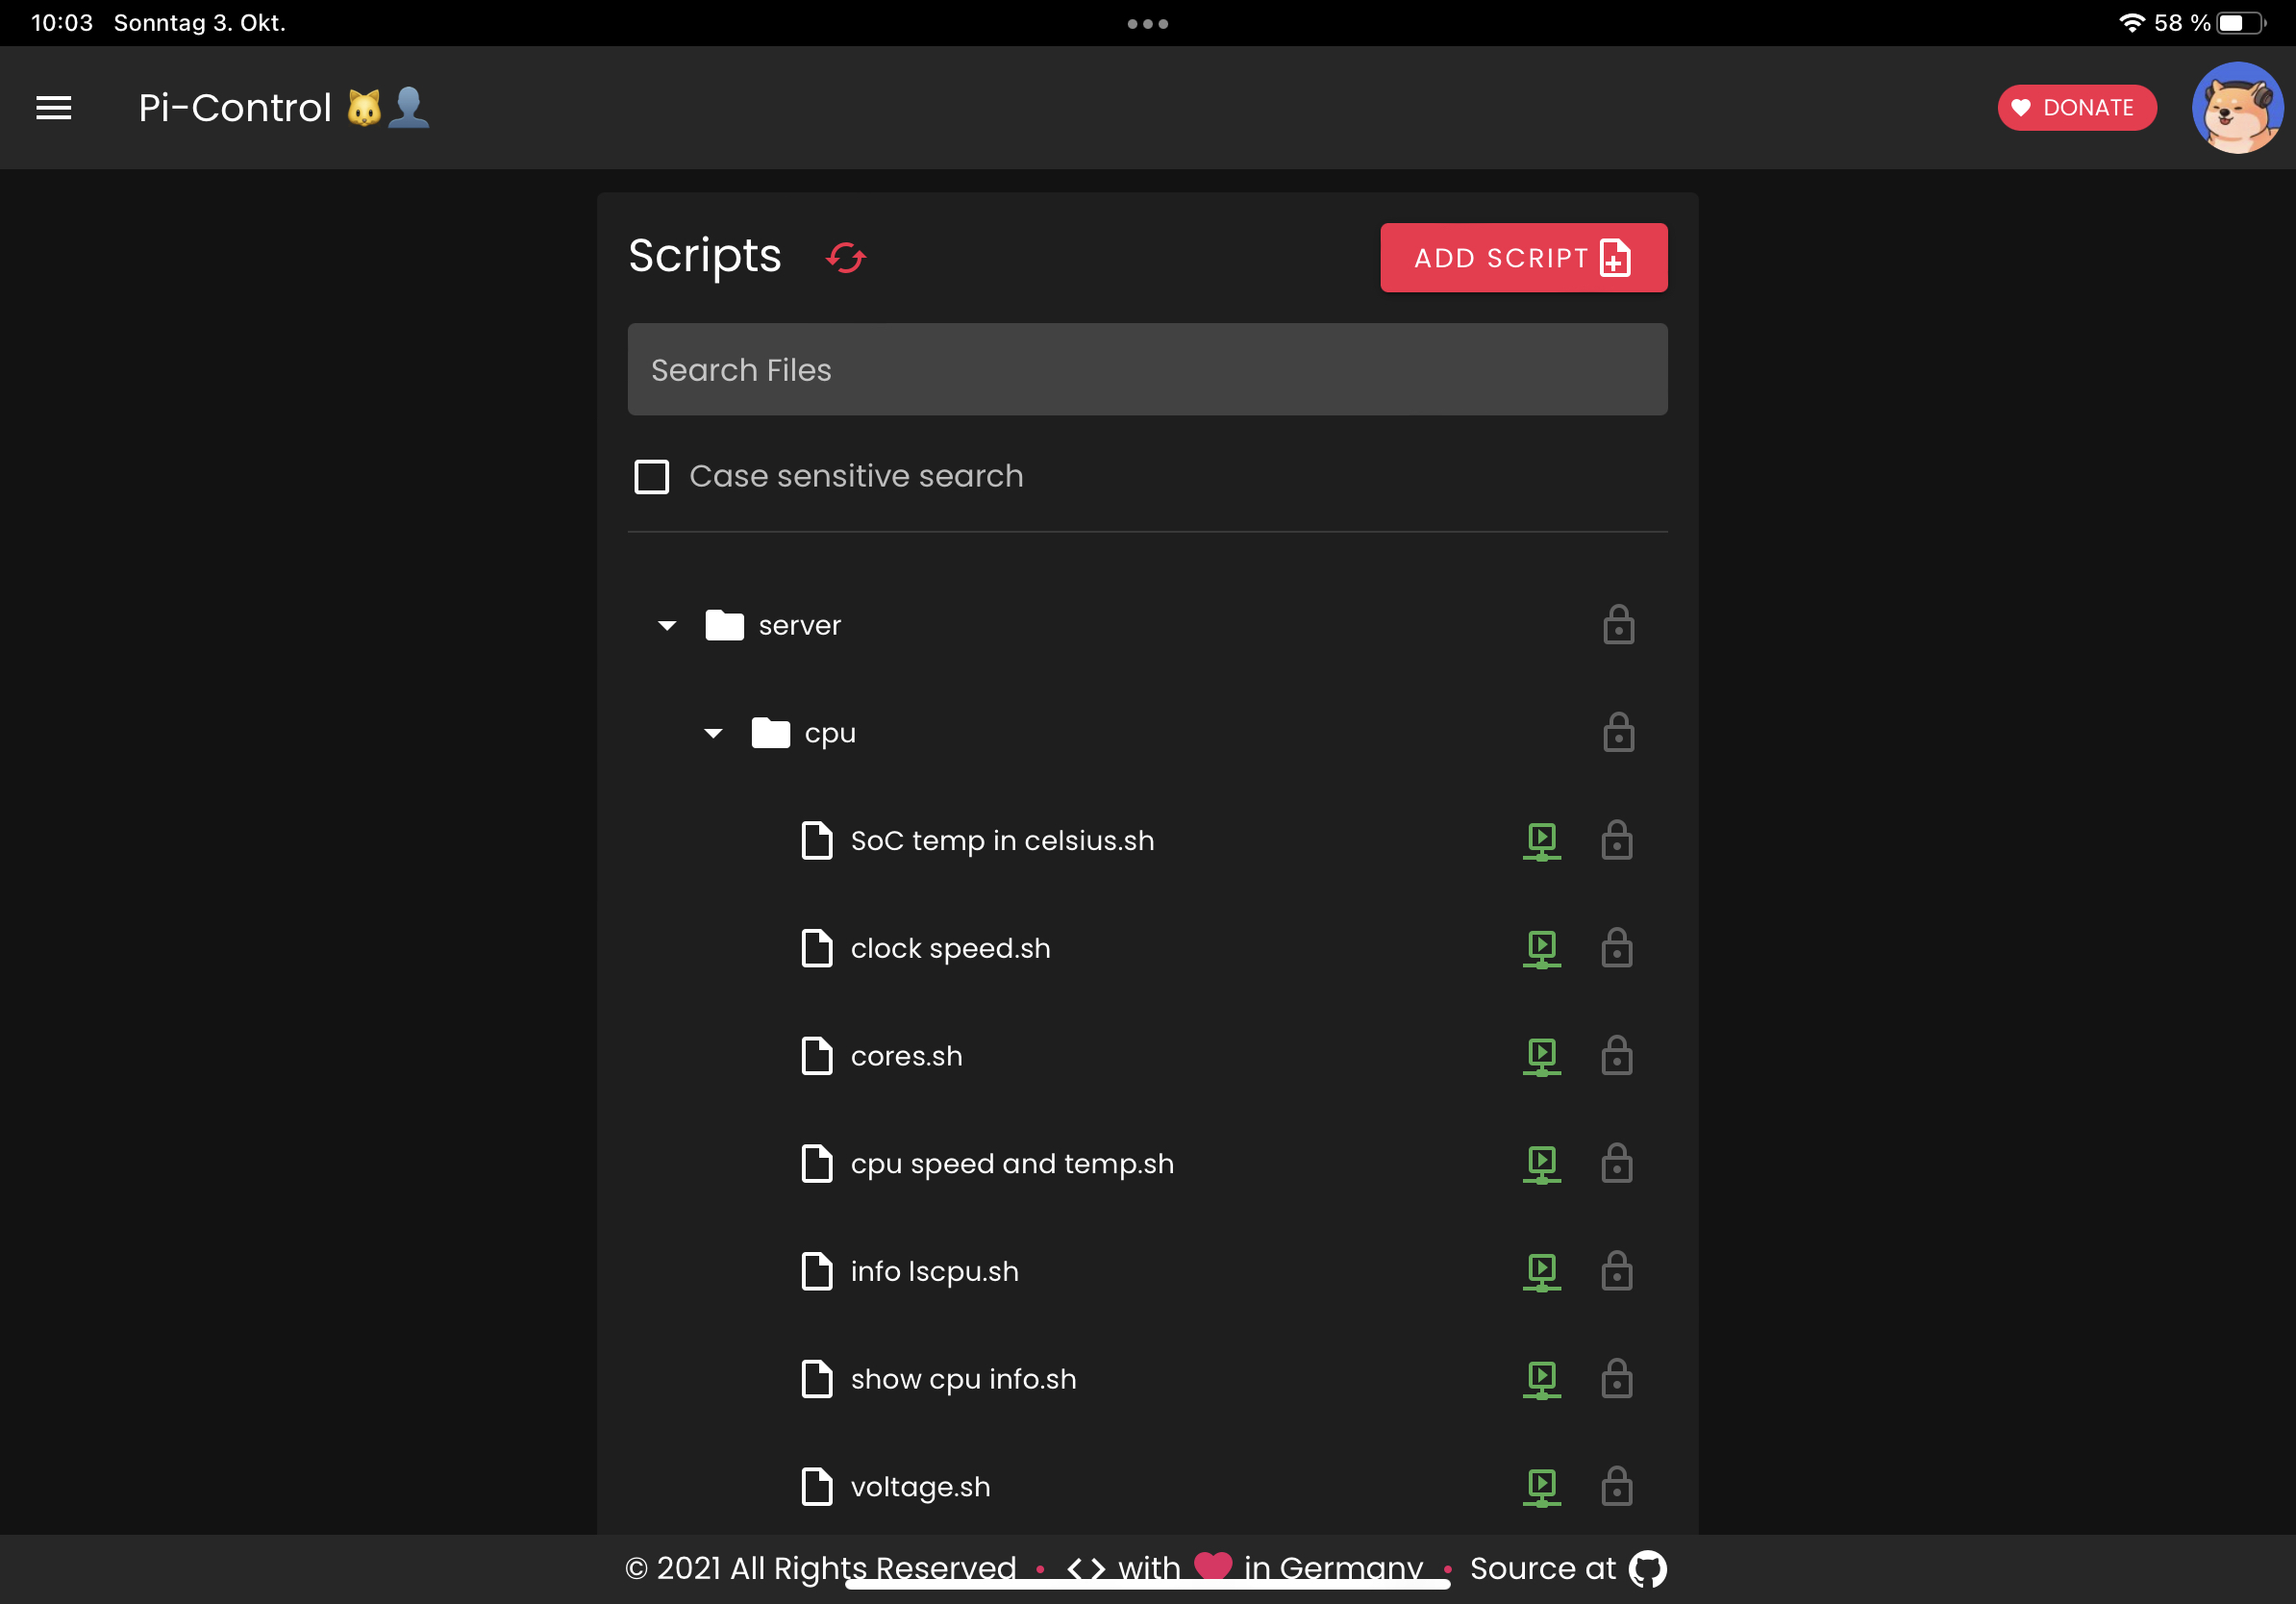 10:03 Sonntag 3. Okt.
58 %
Pi-Control
DONATE
Scripts
ADD SCRIPT
Search Files
Case sensitive search
server
cpu
SoC temp in celsius.sh
clock speed.sh
cores.sh
cpu speed and temp.sh
info lscpu.sh
show cpu info.sh
voltage.sh
© 2021 All Rights Reserved • <> with ❤ in Germany • Source at